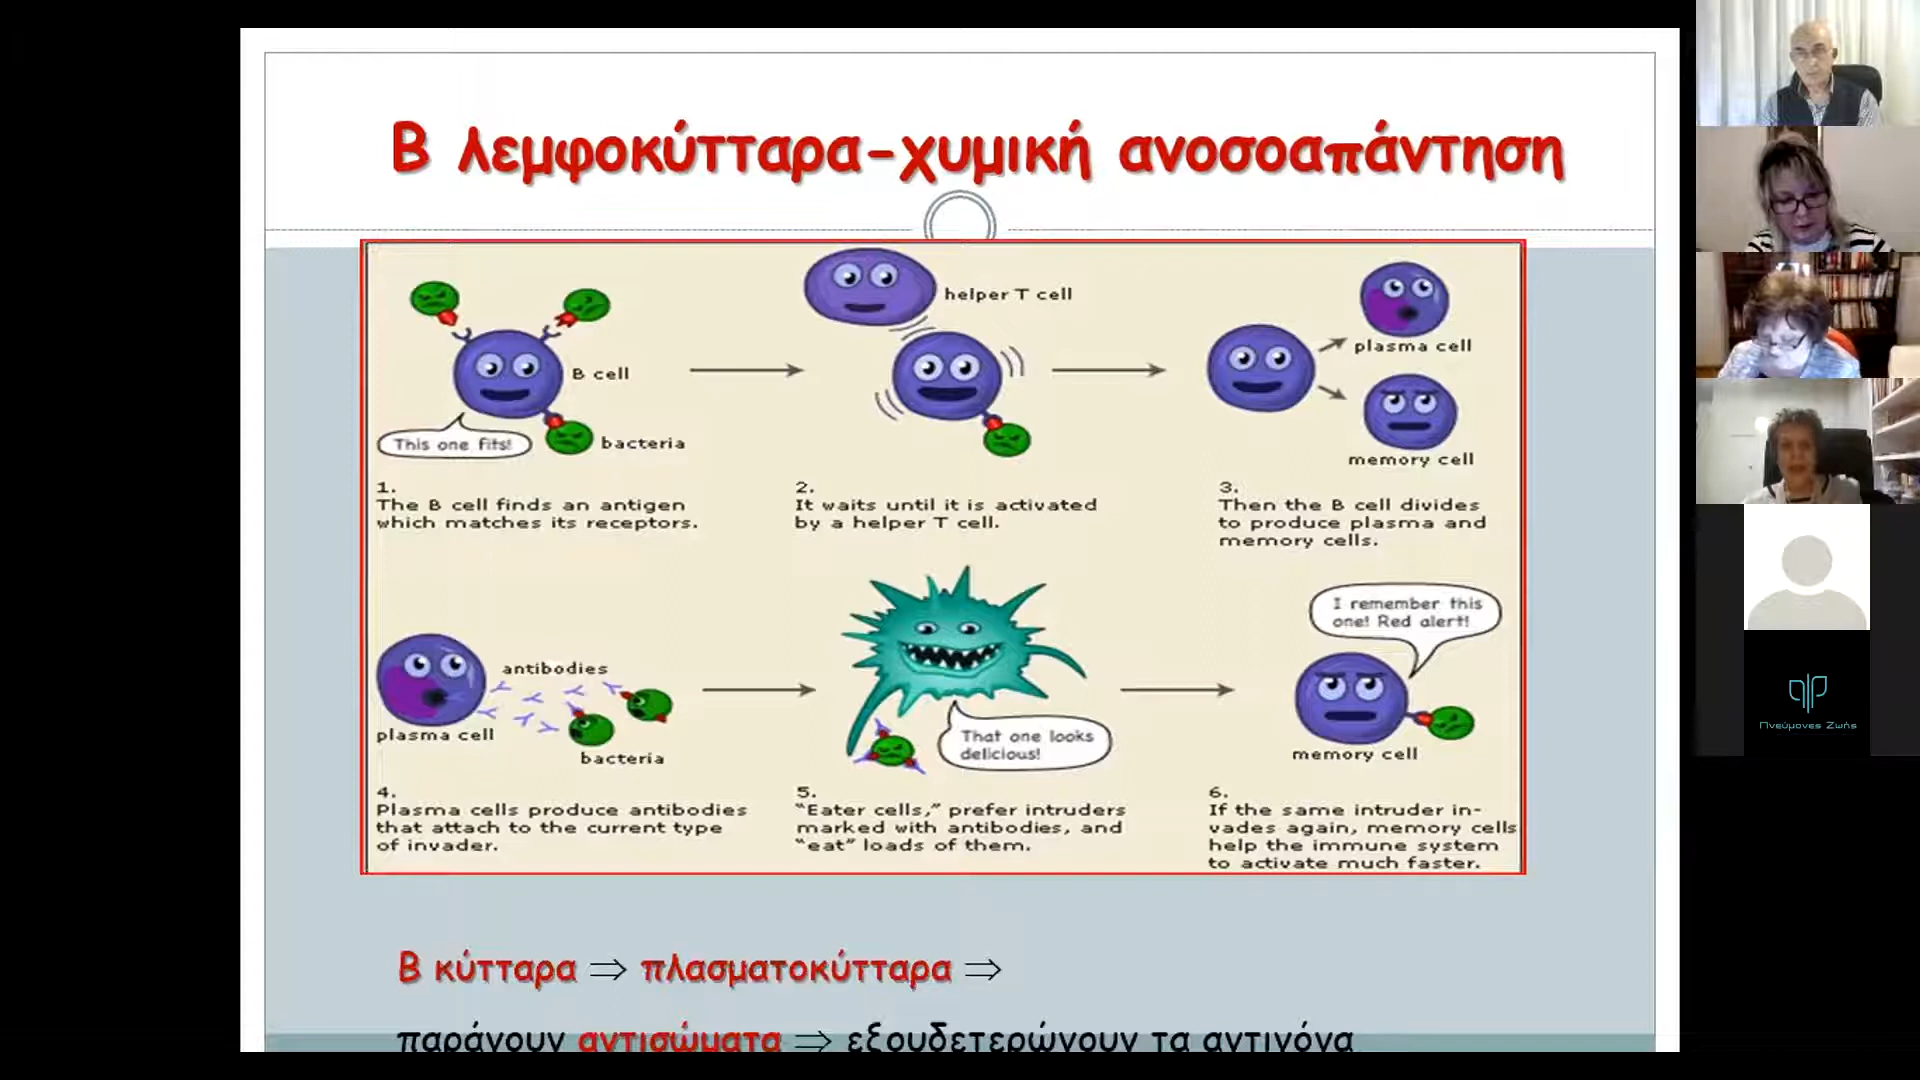 Β λεμφοκύτταρα-χυμική ανοσοαπάντηση
helper T cell
plasma cell
B cell
This one fits!
bacteria
memory cell
1.
The B cell finds an antigen
which matches its receptors.
2.
It waits until it is activated
by a helper T cell.
3.
Then the B cell divides
to produce plasma and
memory cells.
I remember this
one! Red alert!
antibodies
plasma cell
bacteria
That one looks
delicious!
memory cell
4.
Plasma cells produce antibodies
that attach to the current type
of invader.
5.
“Eater cells,” prefer intruders
marked with antibodies, and
“eat” loads of them.
6.
If the same intruder in-
vades again, memory cells
help the immune system
to activate much faster.
Β κύτταρα ⇒ πλασματοκύτταρα ⇒
παράγουν αντισώματα ⇒ εξουδετερώνουν τα αντιγόνα
Πνεύμονες Ζωής